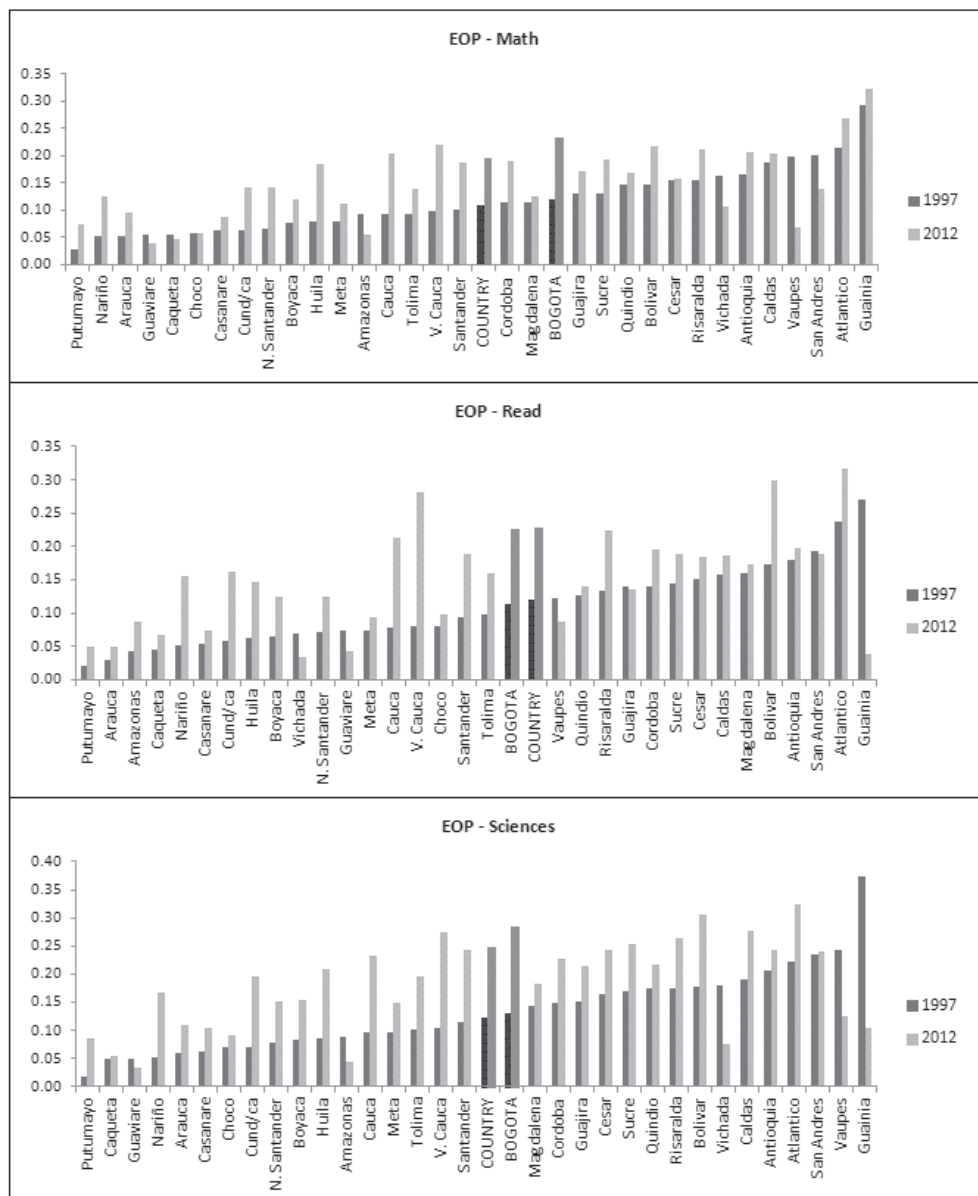 EOP - Math
0.35
0.30
0.25
0.20
0.15
0.10
0.05
0.00
1997
2012
Putumayo
Nariño
Arauca
Guaviare
Caqueta
Choco
Casanare
Cund/ca
N. Santander
Boyaca
Huila
Meta
Amazonas
Cauca
Tolima
V. Cauca
Santander
COUNTRY
Cordoba
Magdalena
BOGOTA
Guajira
Sucre
Quindio
Bolivar
Cesar
Risaralda
Vichada
Antioquia
Caldas
Vaupes
San Andres
Atlantico
Guainia
EOP - Read
0.35
0.30
0.25
0.20
0.15
0.10
0.05
0.00
1997
2012
Putumayo
Arauca
Amazonas
Caqueta
Nariño
Casanare
Cund/ca
Huila
Boyaca
Vichada
N. Santander
Guaviare
Meta
Cauca
V. Cauca
Choco
Santander
Tolima
BOGOTA
COUNTRY
Vaupes
Quindio
Risaralda
Guajira
Cordoba
Sucre
Cesar
Caldas
Magdalena
Bolivar
Antioquia
San Andres
Atlantico
Guainia
EOP - Sciences
0.40
0.35
0.30
0.25
0.20
0.15
0.10
0.05
0.00
1997
2012
Putumayo
Caqueta
Guaviare
Nariño
Arauca
Casanare
Choco
Cund/ca
N. Santander
Boyaca
Huila
Amazonas
Cauca
Meta
Tolima
V. Cauca
Santander
COUNTRY
BOGOTA
Magdalena
Cordoba
Guajira
Cesar
Sucre
Quindio
Risaralda
Bolivar
Vichada
Caldas
Antioquia
Atlantico
San Andres
Vaupes
Guainia